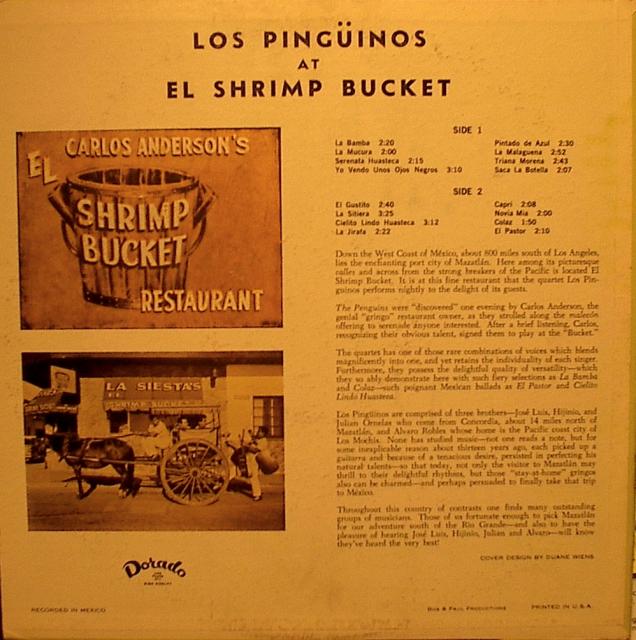 LOS PINGÜINOS
AT
EL SHRIMP BUCKET
EL
CARLOS ANDERSON'S
SHRIMP
BUCKET
RESTAURANT
LA SIESTA'S
EL
SHRIMP BUCKET
SIDE 1
La Bamba 2:20
La Mucura 2:00
Serenata Huasteca 2:15
Yo Vendo Unos Ojos Negros 3:10
Pintado de Azul 2:30
La Malaguena 2:52
Triana Morena 2:43
Saca La Botella 2:07
SIDE 2
El Gustito 2:40
La Sitiera 3:25
Cielito Lindo Huasteca 3:12
La Jirafa 2:22
Capri 2:08
Novia Mia 2:00
Colaz 1:50
El Pastor 2:10
Down the West Coast of México, about 800 miles south of Los Angeles,
lies the enchanting port city of Mazatlán. Here among its picturesque
calles and across from the strong breakers of the Pacific is located El
Shrimp Bucket. It is at this fine restaurant that the quartet Los Pin-
guinos performs nightly to the delight of its guests.
The Penguins were "discovered" one evening by Carlos Anderson, the
genial "gringo" restaurant owner, as they strolled along the malecón
offering to serenade anyone interested. After a brief listening, Carlos,
recognizing their obvious talent, signed them to play at the "Bucket."
The quartet has one of those rare combinations of voices which blends
magnificently into one, and yet retains the individuality of each singer.
Furthermore, they possess the delightful quality of versatility—which
they so ably demonstrate here with such fiery selections as La Bamba
and Colaz—such poignant Mexican ballads as El Pastor and Cielito
Lindo Huasteca.
Los Pingüinos are comprised of three brothers—José Luis, Hijinio, and
Julian Ornelas who come from Concordia, about 14 miles north of
Mazatlán, and Alvaro Robles whose home is the Pacific coast city of
Los Mochis. None has studied music—not one reads a note, but for
some inexplicable reason about thirteen years ago, each picked up a
guitarra and because of a tenacious desire, persisted in perfecting his
natural talents—so that today, not only the visitor to Mazatlán may
thrill to their delightful rhythms, but those "stay-at-home" gringos
also can be charmed—and perhaps persuaded to finally take that trip
to México.
Throughout this country of contrasts one finds many outstanding
groups of musicians. Those of us fortunate enough to pick Mazatlán
for our adventure south of the Rio Grande—and also to have the
pleasure of hearing José Luis, Hijinio, Julian and Alvaro—will know
they've heard the very best!
COVER DESIGN BY DUANE WIENS
Dorado
RECORDED IN MEXICO
Bob & Paul Productions
PRINTED IN U.S.A.